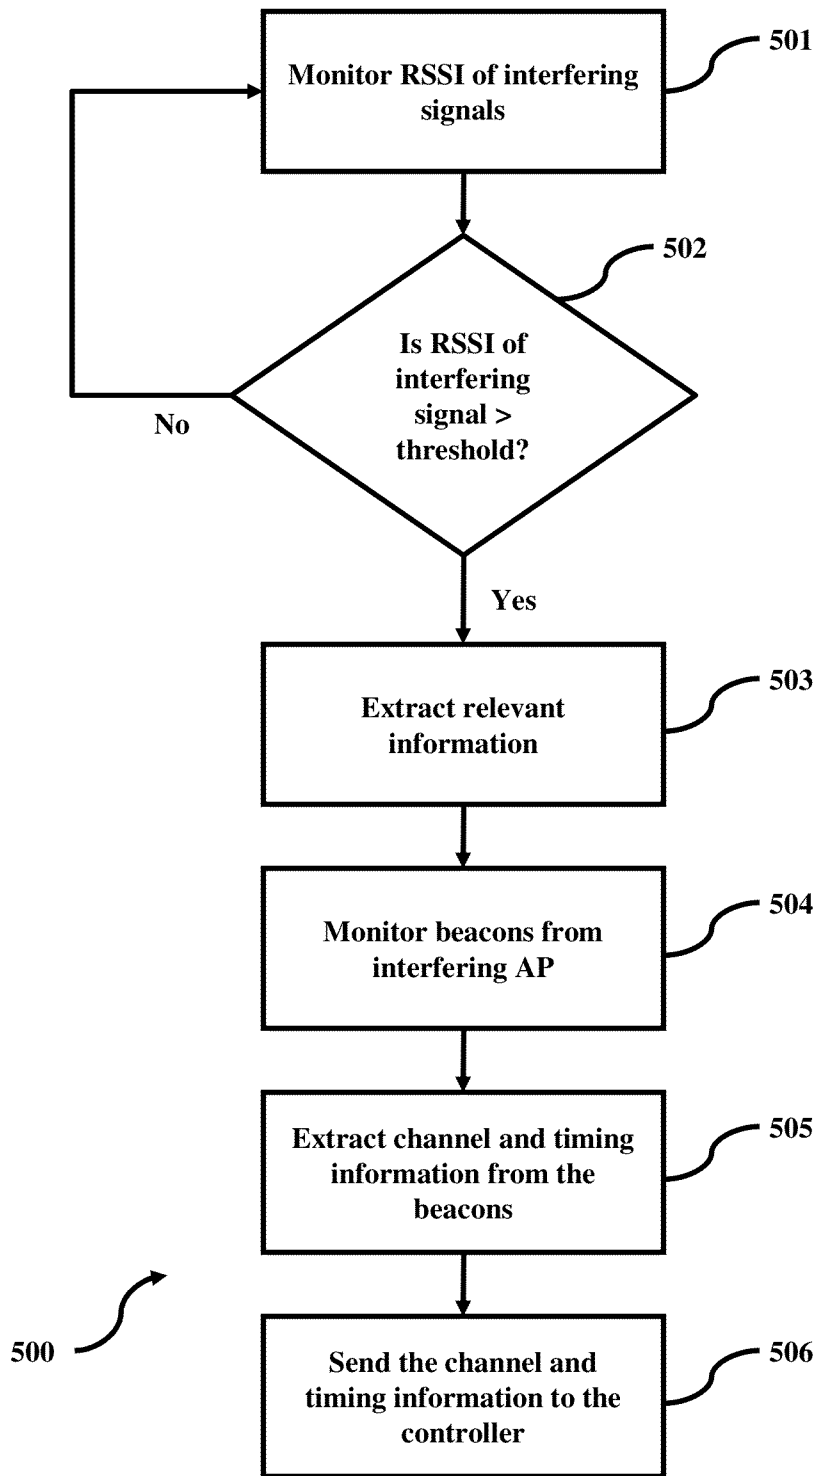 Monitor RSSI of interfering
signals
501
502
Is RSSI of
interfering
signal >
threshold?
No
Yes
503
Extract relevant
information
504
Monitor beacons from
interfering AP
505
Extract channel and timing
information from the
beacons
500
506
Send the channel and
timing information to the
controller